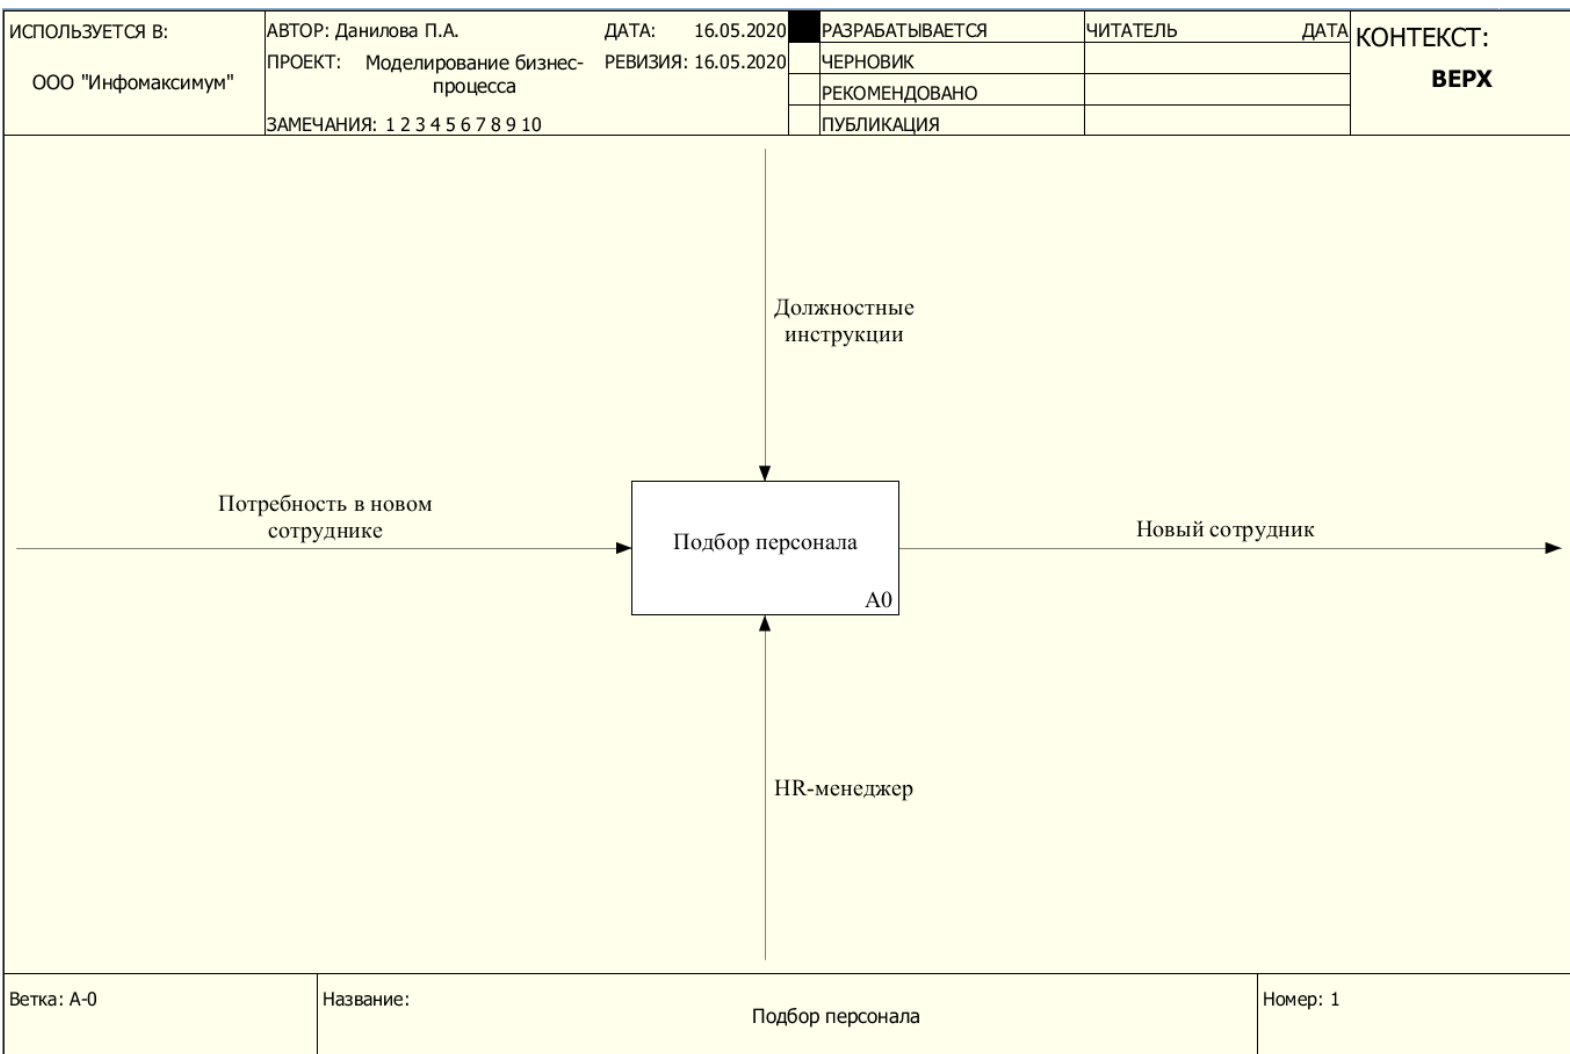 ИСПОЛЬЗУЕТСЯ В:
ООО "Инфомаксимум"
АВТОР: Данилова П.А.
ДАТА: 16.05.2020
ПРОЕКТ: Моделирование бизнес-
процесса
РЕВИЗИЯ: 16.05.2020
ЗАМЕЧАНИЯ: 1 2 3 4 5 6 7 8 9 10
РАЗРАБАТЫВАЕТСЯ
ЧЕРНОВИК
РЕКОМЕНДОВАНО
ПУБЛИКАЦИЯ
ЧИТАТЕЛЬ
ДАТА
КОНТЕКСТ:
ВЕРХ
Должностные
инструкции
Потребность в новом
сотруднике
Подбор персонала
A0
Новый сотрудник
HR-менеджер
Ветка: A-0
Название:
Подбор персонала
Номер: 1